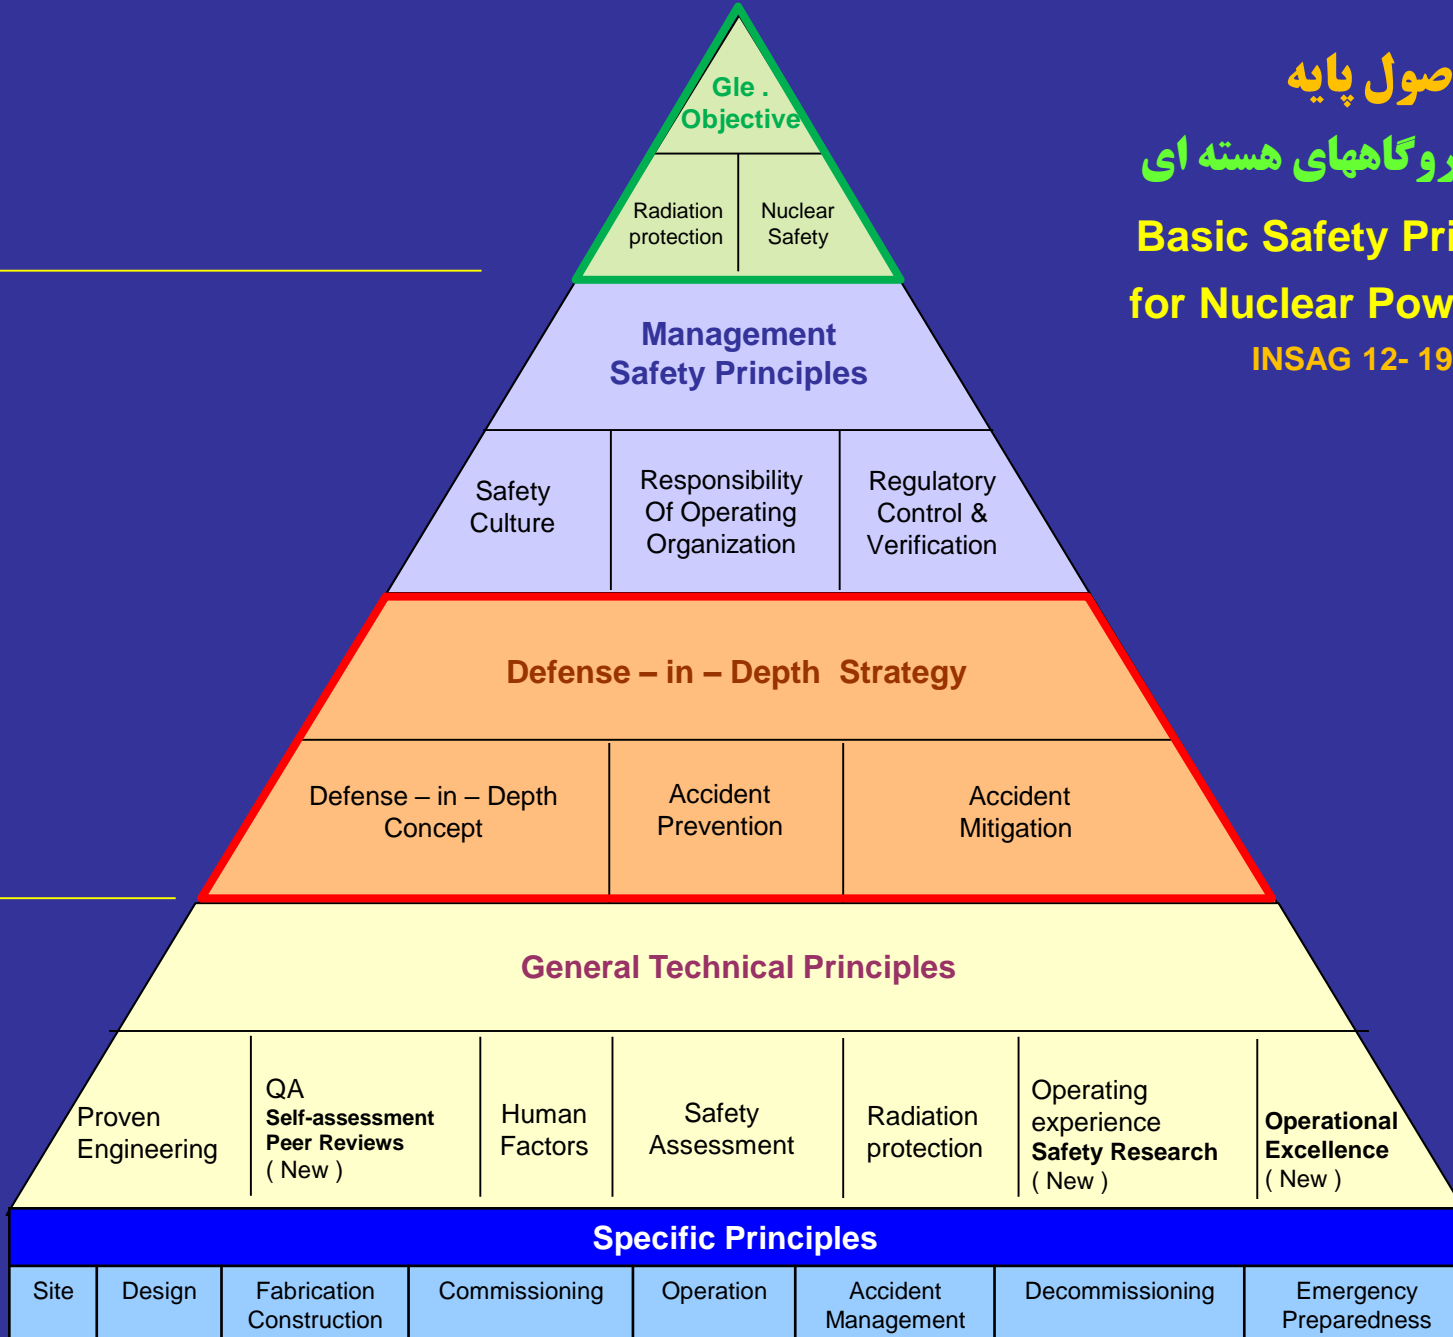 صول پایه
روگاههای هسته ای
Basic Safety Pri
for Nuclear Pow
INSAG 12- 19
Gle .
Objective
Radiation
protection
Nuclear
Safety
Management
Safety Principles
Safety
Culture
Responsibility
Of Operating
Organization
Regulatory
Control &
Verification
Defense – in – Depth Strategy
Defense – in – Depth
Concept
Accident
Prevention
Accident
Mitigation
General Technical Principles
Proven
Engineering
QA
Self-assessment
Peer Reviews
( New )
Human
Factors
Safety
Assessment
Radiation
protection
Operating
experience
Safety Research
( New )
Operational
Excellence
( New )
Specific Principles
Site
Design
Fabrication
Construction
Commissioning
Operation
Accident
Management
Decommissioning
Emergency
Preparedness